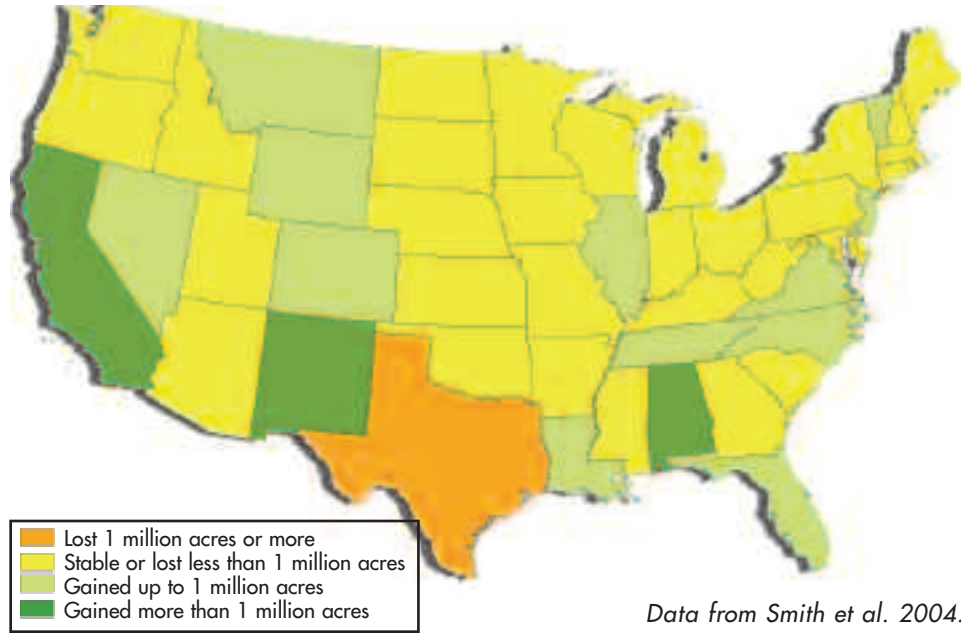 Lost 1 million acres or more
Stable or lost less than 1 million acres
Gained up to 1 million acres
Gained more than 1 million acres
Data from Smith et al. 2004.